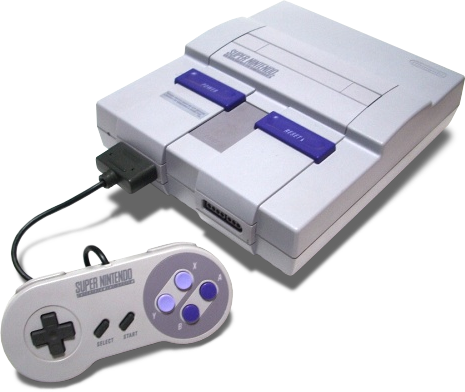 SUPER NINTENDO
POWER
RESET
SUPER NINTENDO
X
A
Y
B
SELECT
START